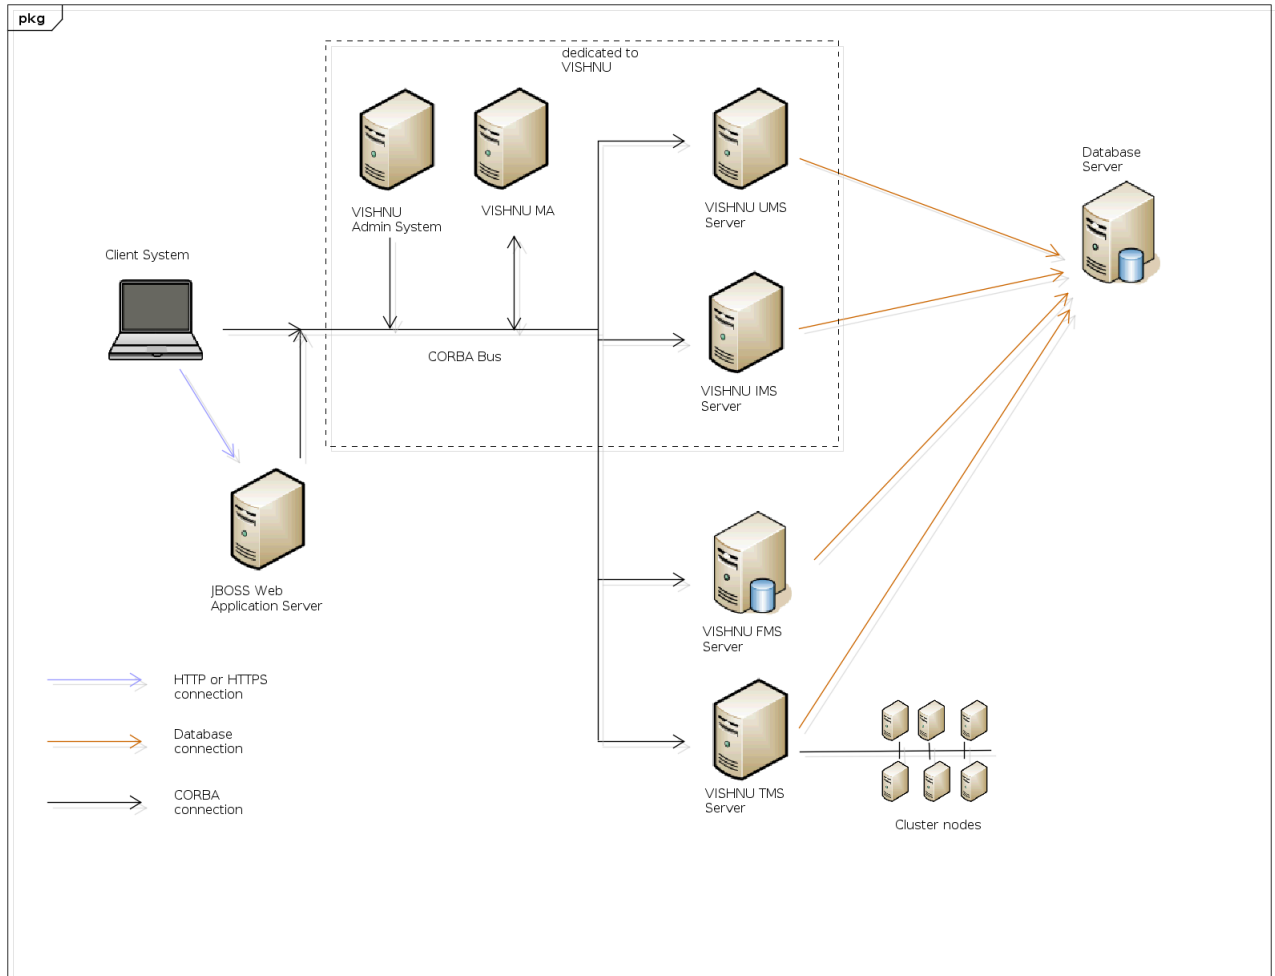 pkg
dedicated to
VISHNU
VISHNU
Admin System
VISHNU MA
VISHNU UMS
Server
Database
Server
Client System
CORBA Bus
VISHNU IMS
Server
JBOSS Web
Application Server
VISHNU FMS
Server
HTTP or HTTPS
connection
Database
connection
CORBA
connection
VISHNU TMS
Server
Cluster nodes